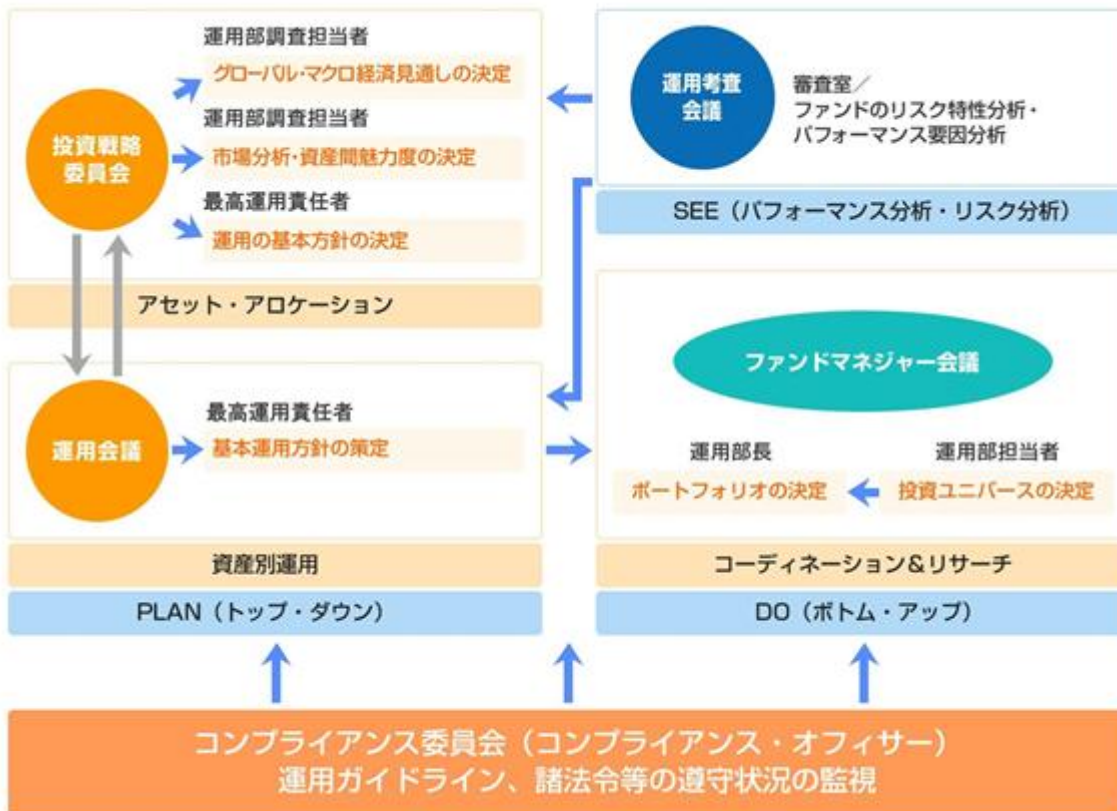 運用部調査担当者
グローバル・マクロ経済見通しの決定
投資戦略
委員会
運用部調査担当者
市場分析・資産間魅力度の決定
最高運用責任者
運用の基本方針の決定
アセット・アロケーション
運用考査
会議
審査室／
ファンドのリスク特性分析・
パフォーマンス要因分析
SEE（パフォーマンス分析・リスク分析）
運用会議
最高運用責任者
基本運用方針の策定
資産別運用
PLAN（トップ・ダウン）
ファンドマネジャー会議
運用部長
ポートフォリオの決定
運用部担当者
投資ユニバースの決定
コーディネーション＆リサーチ
DO（ボトム・アップ）
コンプライアンス委員会（コンプライアンス・オフィサー）
運用ガイドライン、諸法令等の遵守状況の監視